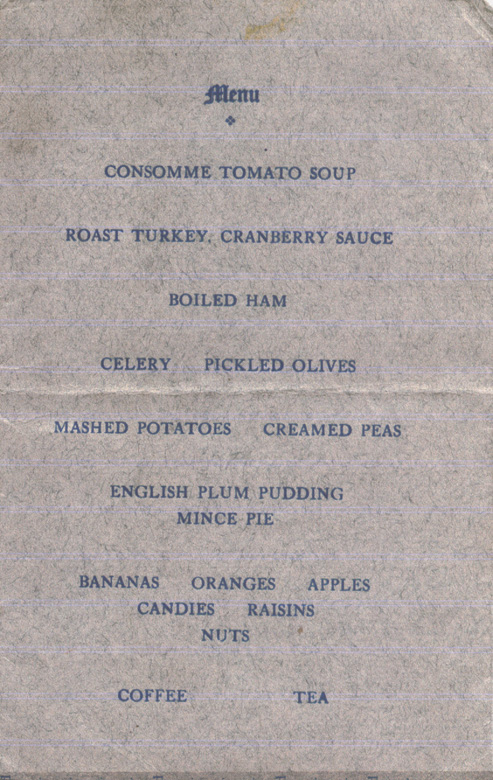 Menu
CONSOMME TOMATO SOUP
ROAST TURKEY, CRANBERRY SAUCE
BOILED HAM
CELERY PICKLED OLIVES
MASHED POTATOES CREAMED PEAS
ENGLISH PLUM PUDDING
MINCE PIE
BANANAS ORANGES APPLES
CANDIES RAISINS
NUTS
COFFEE TEA